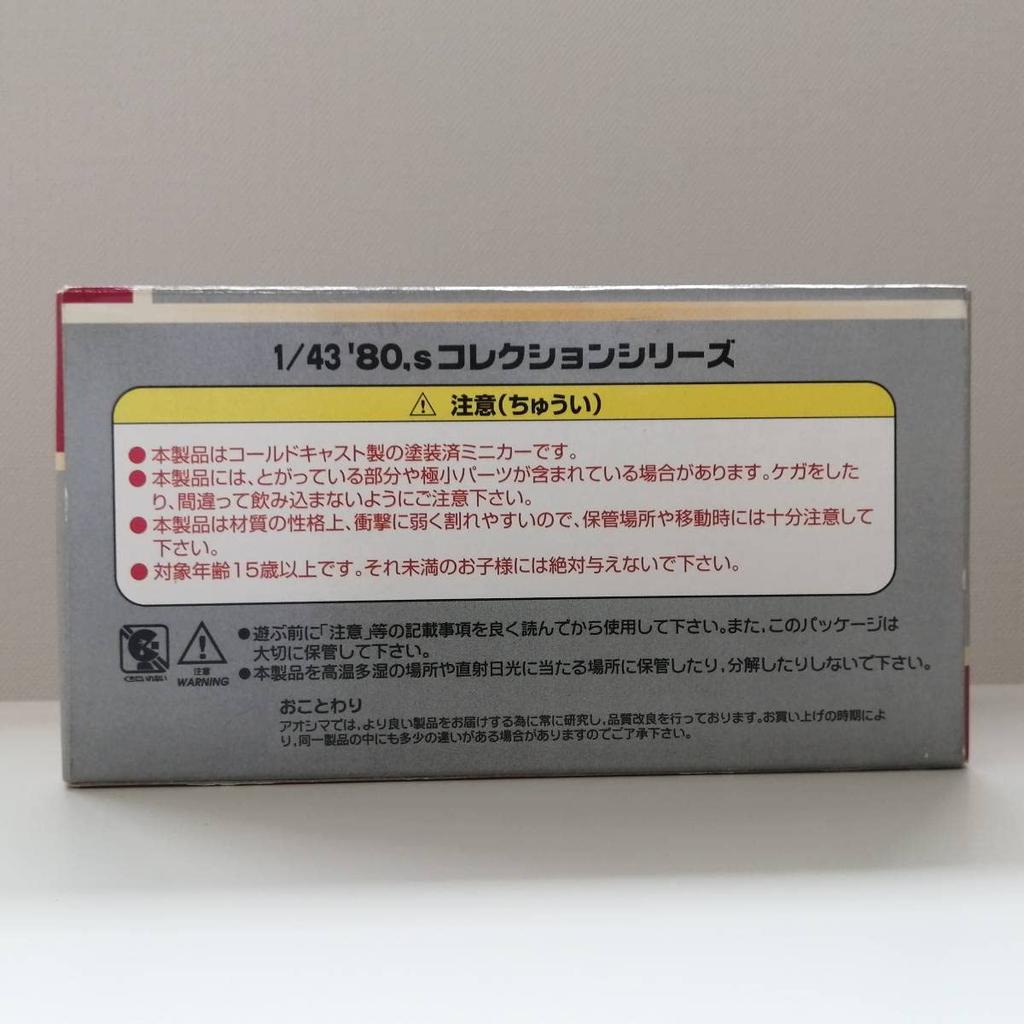 1/43 '80,sコレクションシリーズ
注意(ちゅうい)
●本製品はコールドキャスト製の塗装済ミニカーです。
●本製品には、とがっている部分や極小パーツが含まれている場合があります。ケガをした
り、間違って飲み込まないようにご注意下さい。
●本製品は材質の性格上、衝撃に弱く割れやすいので、保管場所や移動時には十分注意して
下さい。
●対象年齢15歳以上です。それ未満のお子様には絶対与えないで下さい。
●遊ぶ前に「注意」等の記載事項を良く読んでから使用して下さい。また、このパッケージは
大切に保管して下さい。
●本製品を高温多湿の場所や直射日光に当たる場所に保管したり、分解したりしないで下さい。
くちにいれない
注意
WARNING
おことわり
アオシマでは、より良い製品をお届けする為に常に研究し、品質改良を行っております。お買い上げの時期によ
り、同一製品の中にも多少の違いがある場合がありますのでご了承下さい。